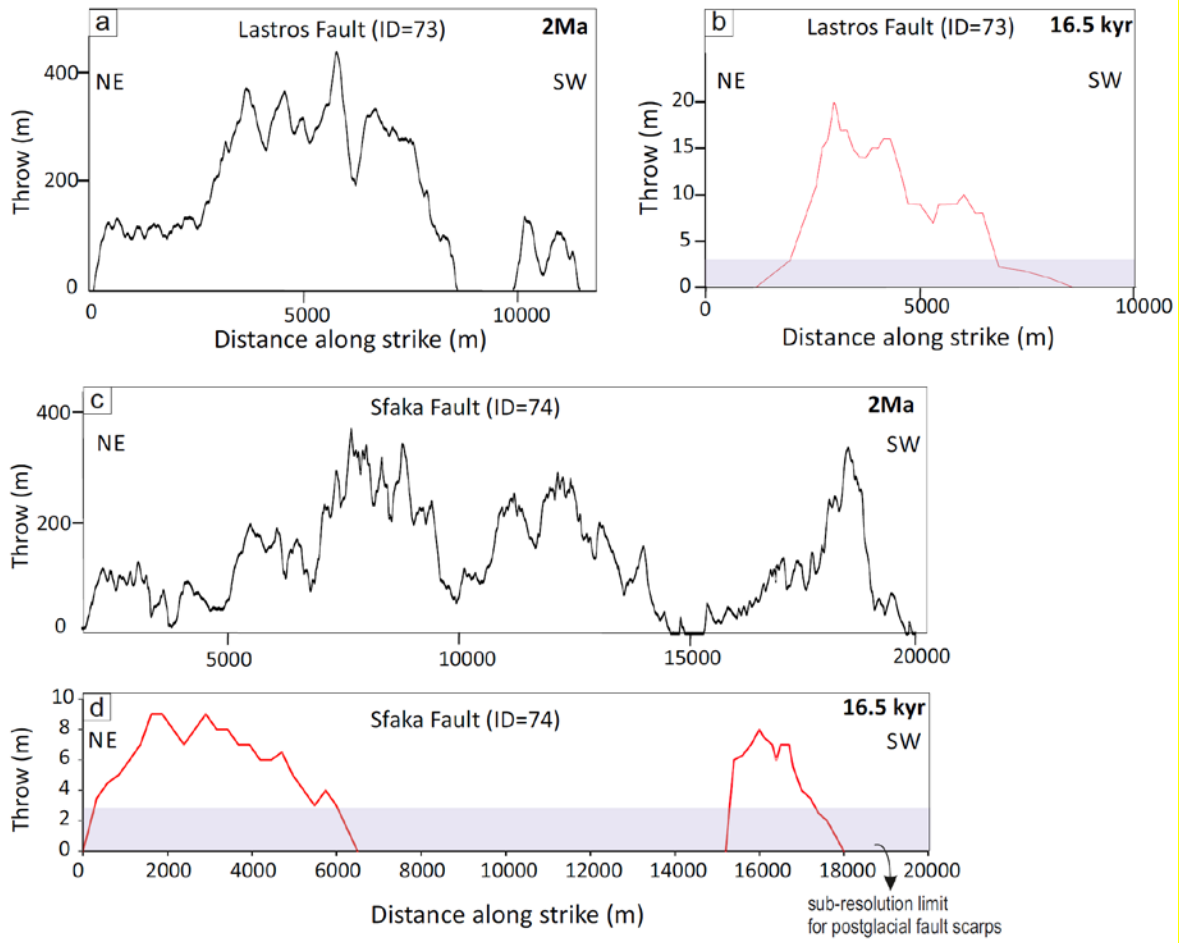 a
Lastros Fault (ID=73)
2Ma
NE
SW
400
200
0
Throw (m)
0
5000
10000
Distance along strike (m)
b
Lastros Fault (ID=73)
16.5 kyr
NE
SW
20
15
10
5
0
Throw (m)
0
5000
10000
Distance along strike (m)
c
Sfaka Fault (ID=74)
2Ma
NE
SW
400
200
0
Throw (m)
5000
10000
15000
20000
d
Sfaka Fault (ID=74)
16.5 kyr
NE
SW
10
8
6
4
2
0
Throw (m)
0
2000
4000
6000
8000
10000
12000
14000
16000
18000
20000
Distance along strike (m)
sub-resolution limit
for postglacial fault scarps